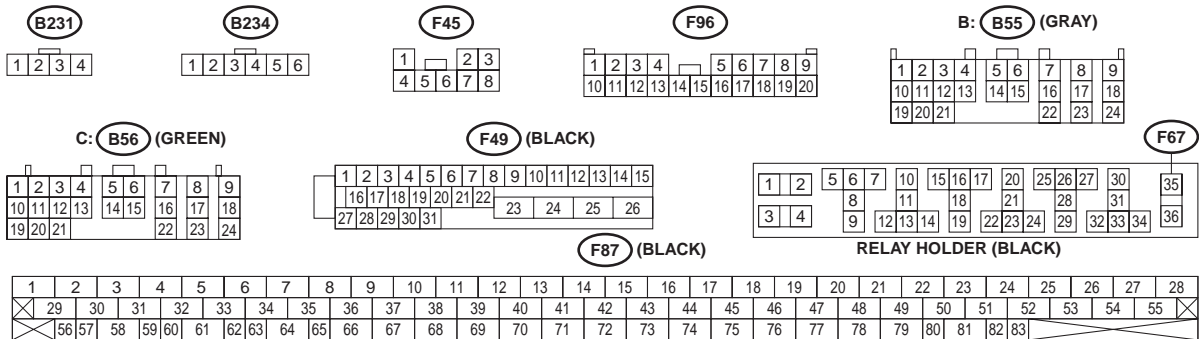 B231 B234 F45 F96 B: B55 (GRAY)
1 2 3 4
1 2 3 4 5 6
1 2 3
4 5 6 7 8
1 2 3 4 5 6 7 8 9
10 11 12 13 14 15 16 17 18 19 20
1 2 3 4 5 6 7 8 9
10 11 12 13 14 15 16 17 18
19 20 21 22 23 24
C: B56 (GREEN) F49 (BLACK) F67
1 2 3 4 5 6 7 8 9
10 11 12 13 14 15 16 17 18
19 20 21 22 23 24
1 2 3 4 5 6 7 8 9 10 11 12 13 14 15
16 17 18 19 20 21 22 23 24 25 26
27 28 29 30 31
1 2 5 6 7 10 15 16 17 20 25 26 27 30 35
8 11 18 21 28 31
3 4 9 12 13 14 19 22 23 24 29 32 33 34 36
RELAY HOLDER (BLACK)
F87 (BLACK)
1 2 3 4 5 6 7 8 9 10 11 12 13 14 15 16 17 18 19 20 21 22 23 24 25 26 27 28
29 30 31 32 33 34 35 36 37 38 39 40 41 42 43 44 45 46 47 48 49 50 51 52 53 54 55
56 57 58 59 60 61 62 63 64 65 66 67 68 69 70 71 72 73 74 75 76 77 78 79 80 81 82 83